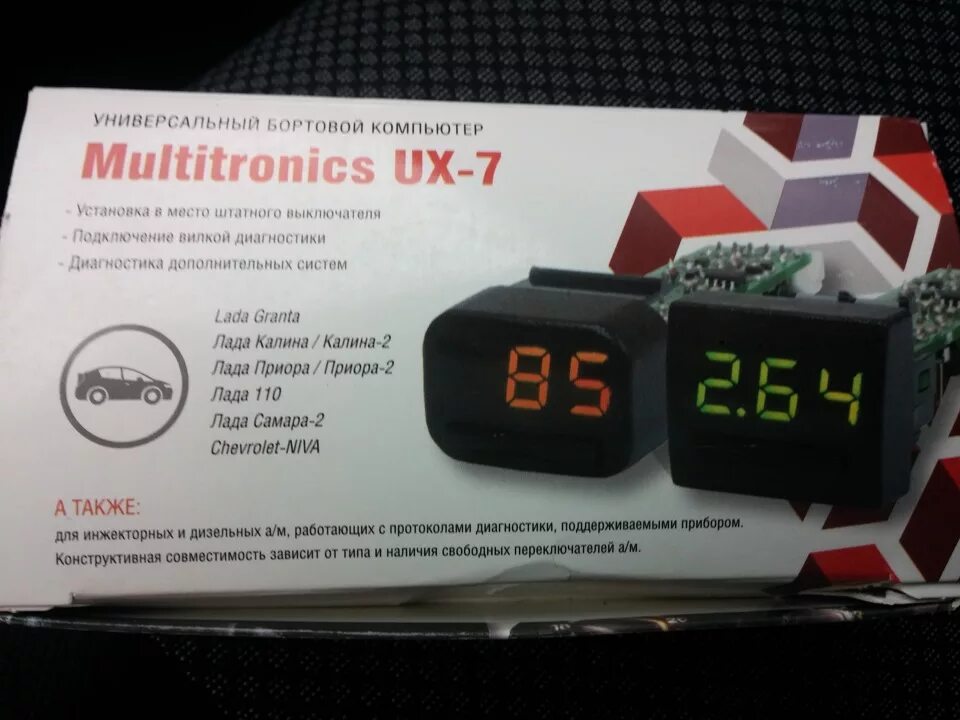 УНИВЕРСАЛЬНЫЙ БОРТОВОЙ КОМПЬЮТЕР
Multitronics UX-7
- Установка в место штатного выключателя
- Подключение вилкой диагностики
- Диагностика дополнительных систем
Lada Granta
Лада Калина / Калина-2
Лада Приора / Приора-2
Лада 110
Лада Самара-2
Chevrolet-NIVA
85
2.64
А ТАКЖЕ:
для инжекторных и дизельных а/м, работающих с протоколами диагностики, поддерживаемыми прибором.
Конструктивная совместимость зависит от типа и наличия свободных переключателей а/м.